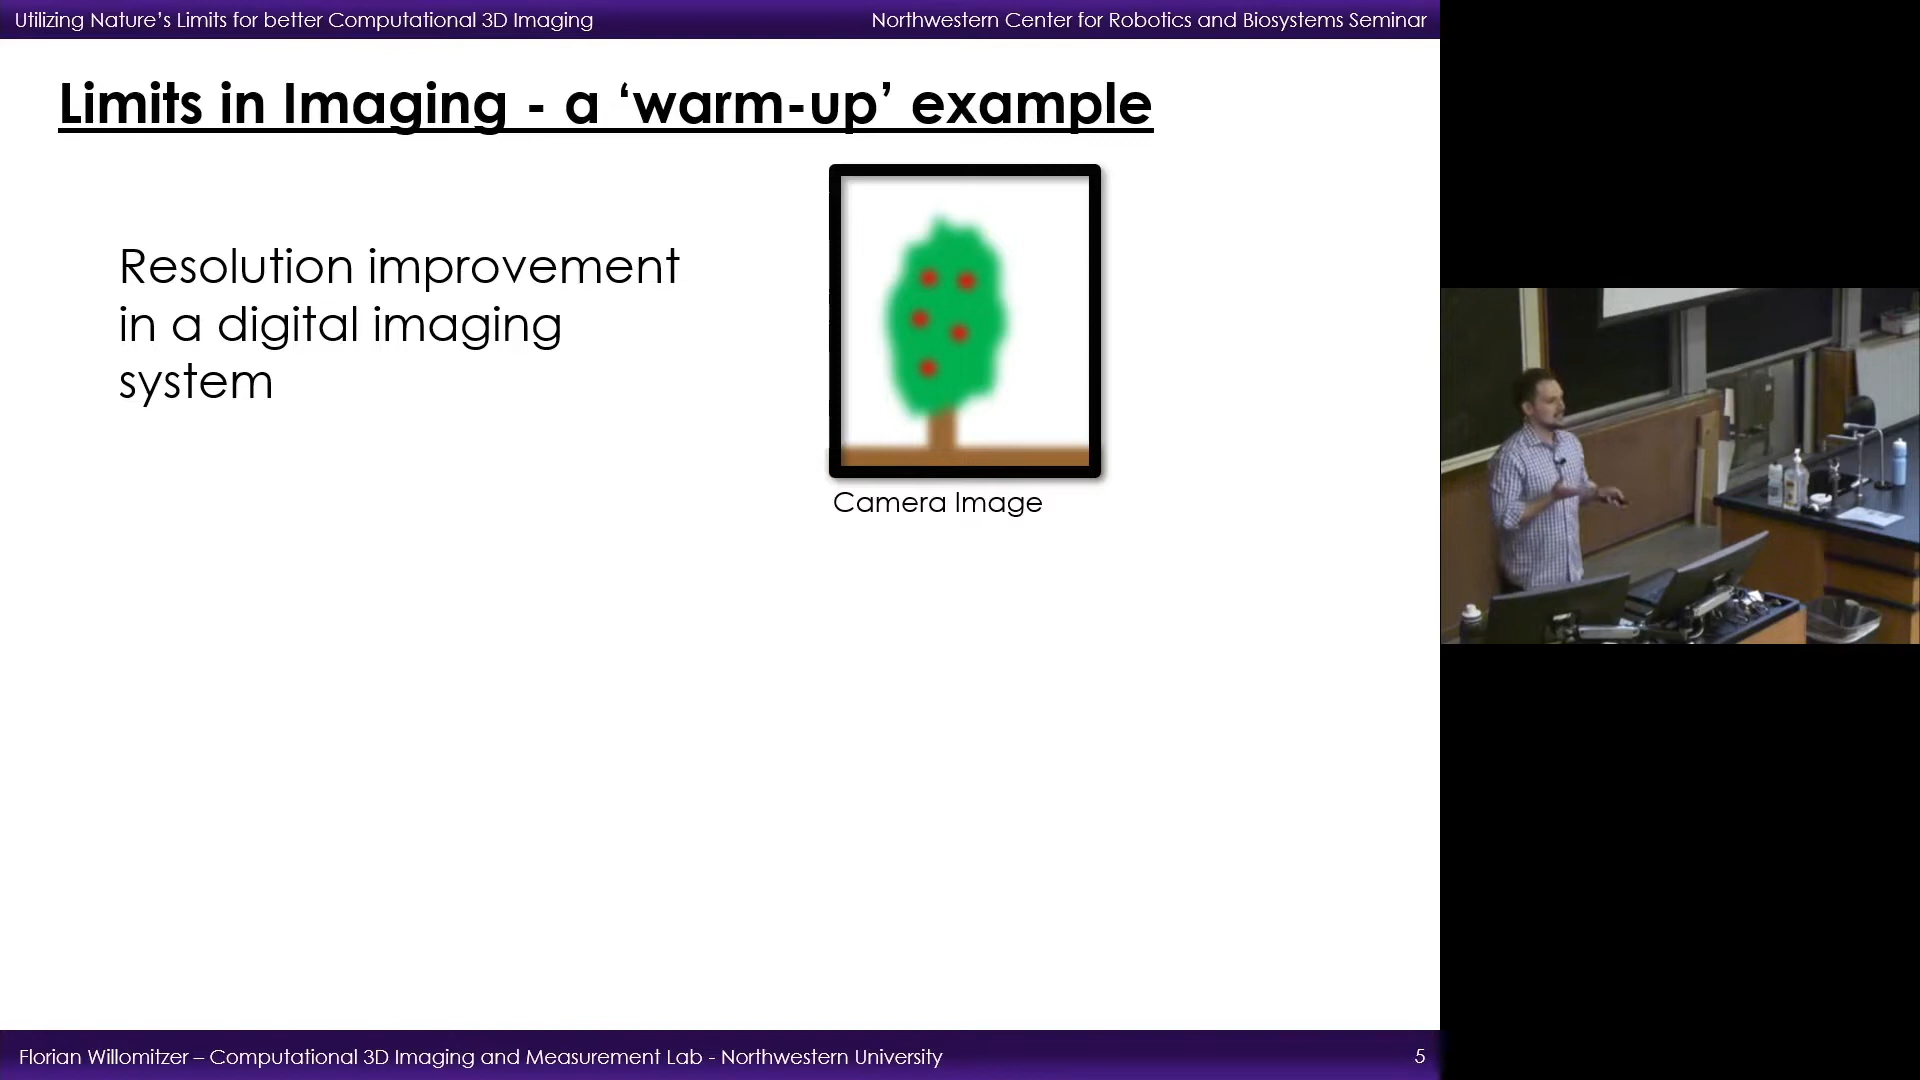 Utilizing Nature’s Limits for better Computational 3D Imaging
Northwestern Center for Robotics and Biosystems Seminar
Limits in Imaging - a ‘warm-up’ example
Resolution improvement
in a digital imaging
system
Camera Image
Florian Willomitzer – Computational 3D Imaging and Measurement Lab - Northwestern University
5